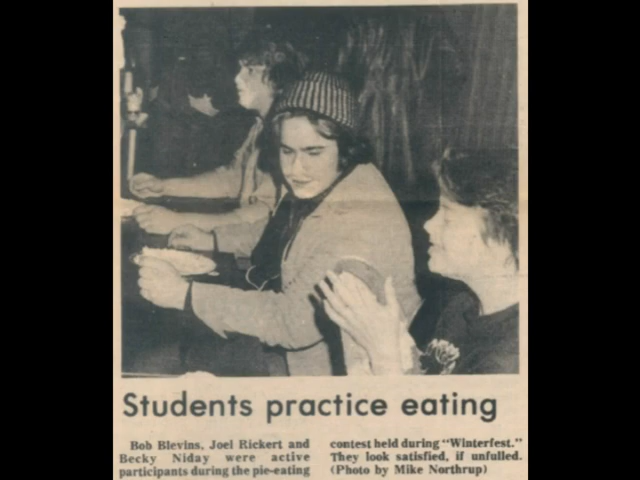 Students practice eating
Bob Blevins, Joel Rickert and
Becky Niday were active
participants during the pie-eating
contest held during "Winterfest."
They look satisfied, if unfulled.
(Photo by Mike Northrup)